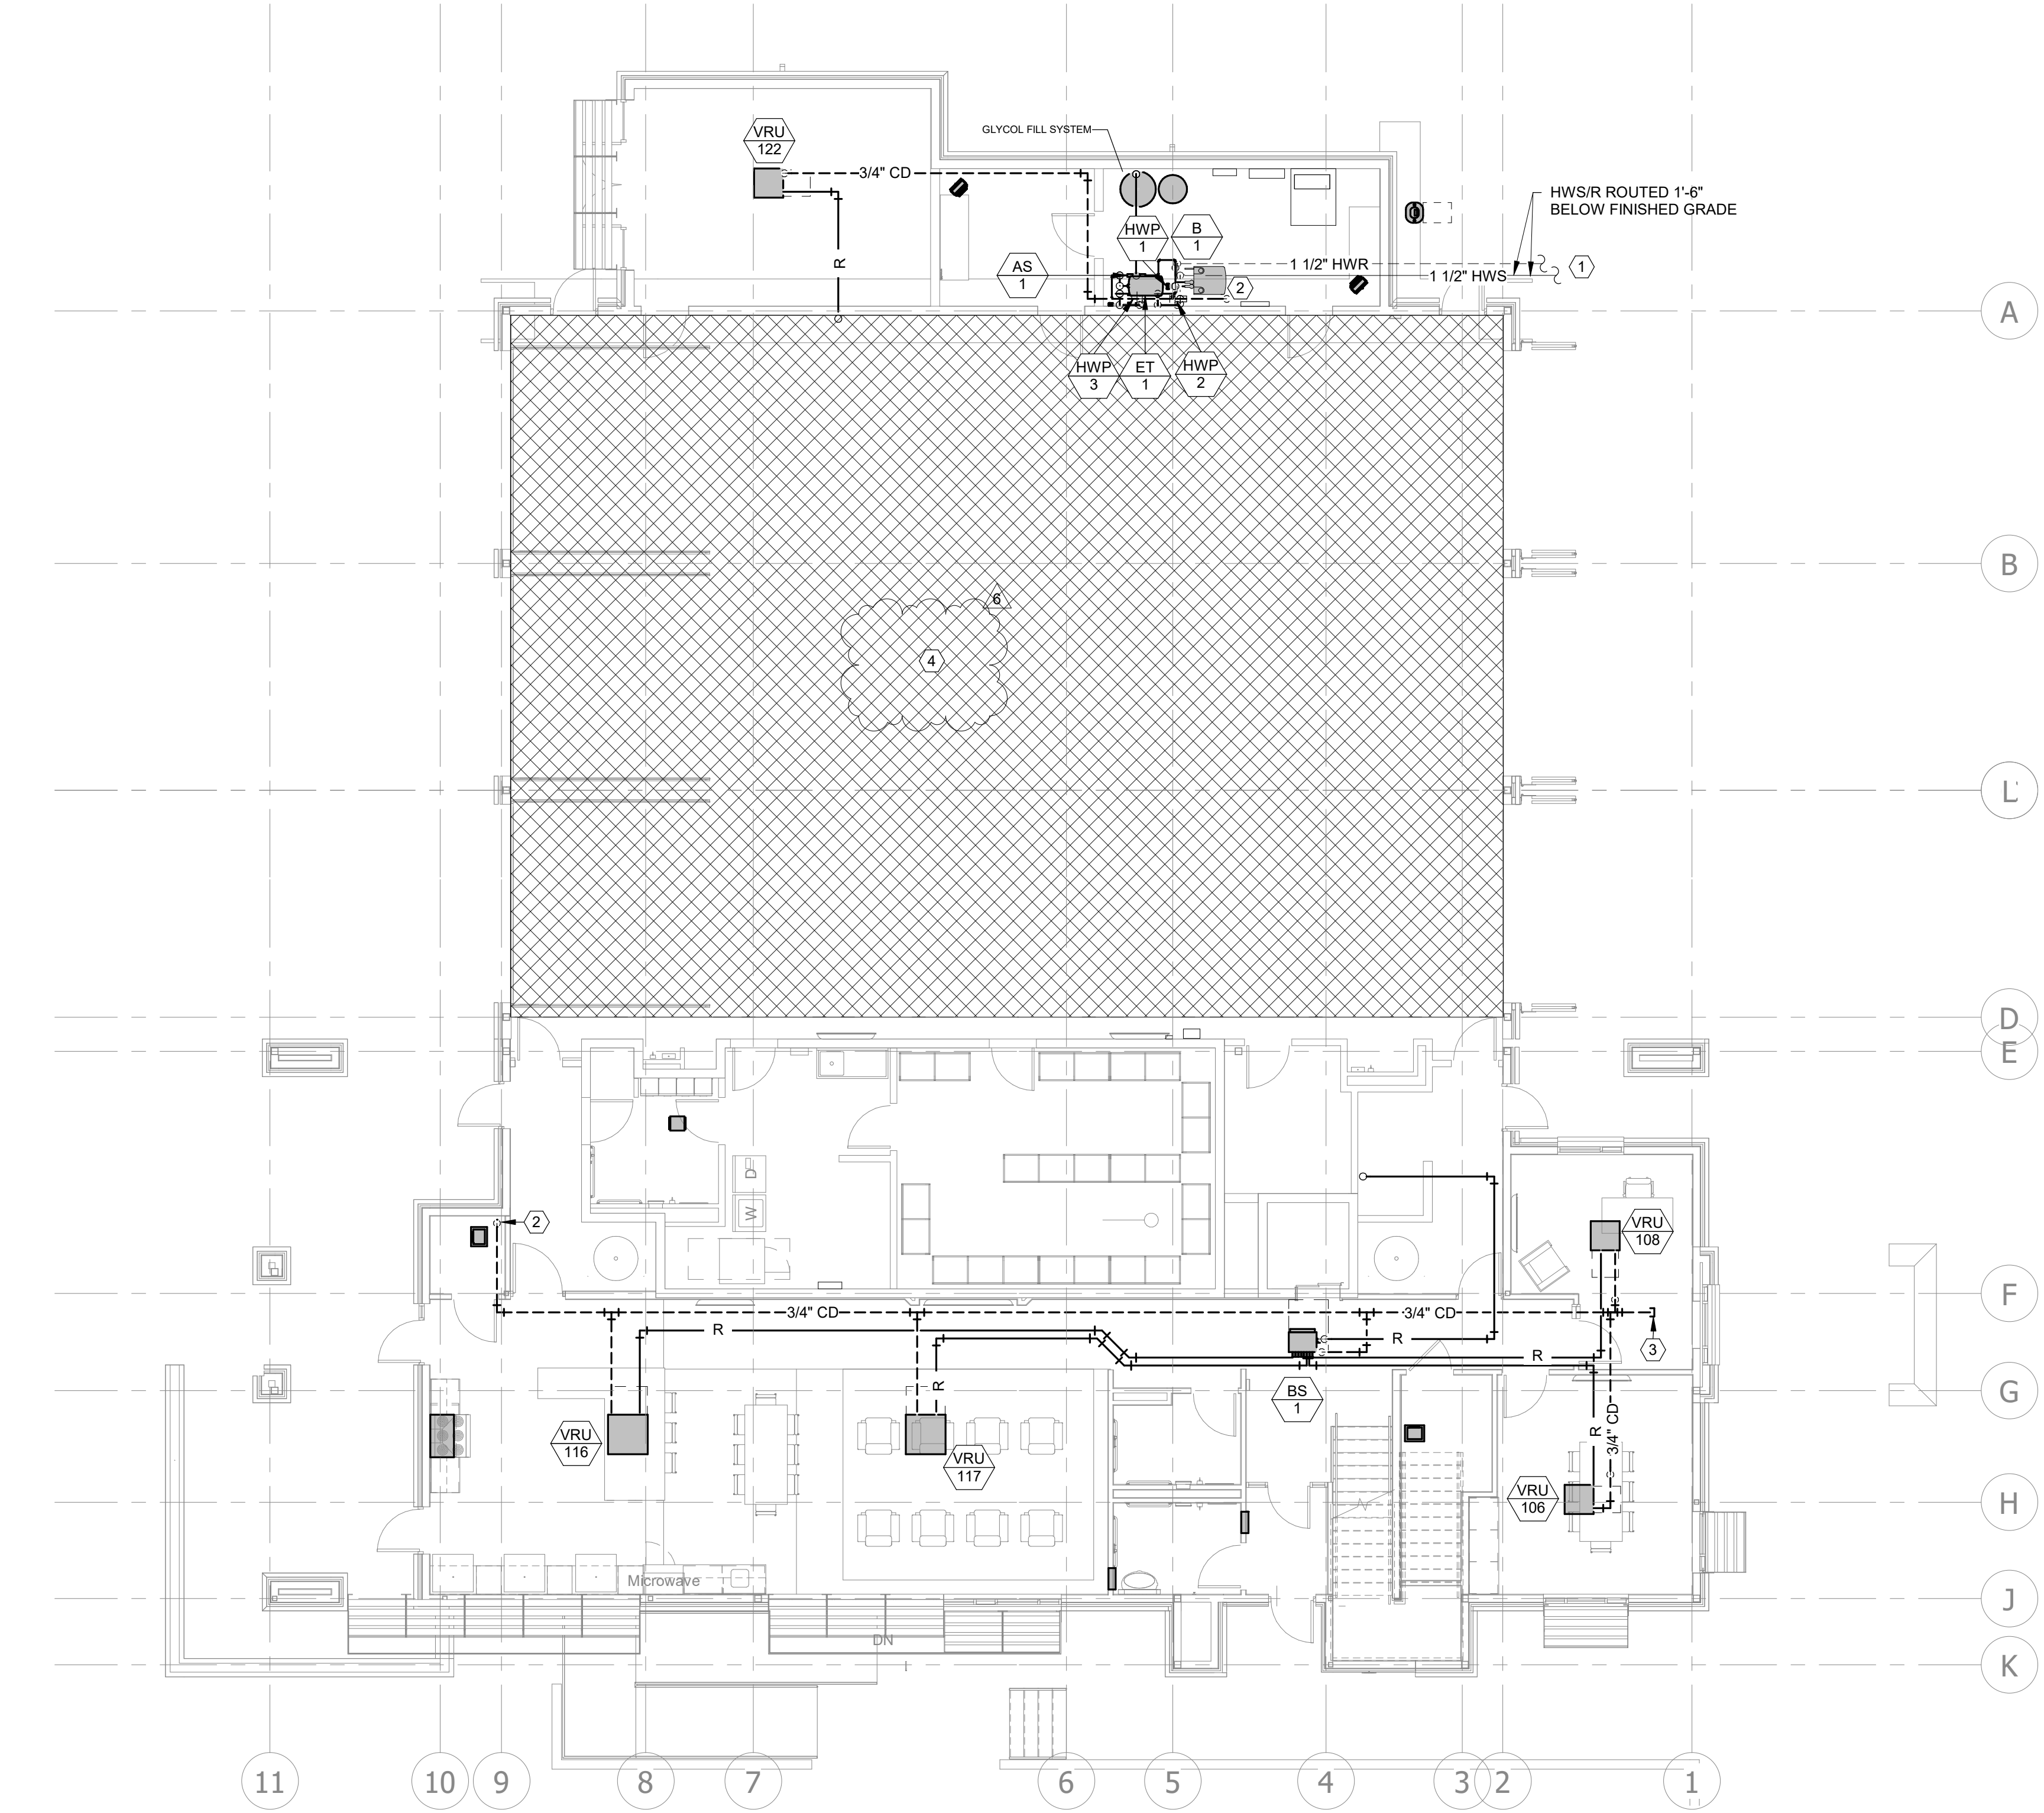 VRU
122
3/4" CD
R
GLYCOL FILL SYSTEM
HWP
1
B
1
AS
1
1 1/2" HWR
1 1/2" HWS
HWS/R ROUTED 1'-6"
BELOW FINISHED GRADE
1
2
HWP
3
ET
1
HWP
2
A
B
6
4
L'
D
E
D
W
2
VRU
108
F
3/4" CD
3/4" CD
R
R
R
3
R
BS
1
G
VRU
116
VRU
117
R
3/4" CD
VRU
106
H
Microwave
J
DN
K
11
10
9
8
7
6
5
4
3
2
1